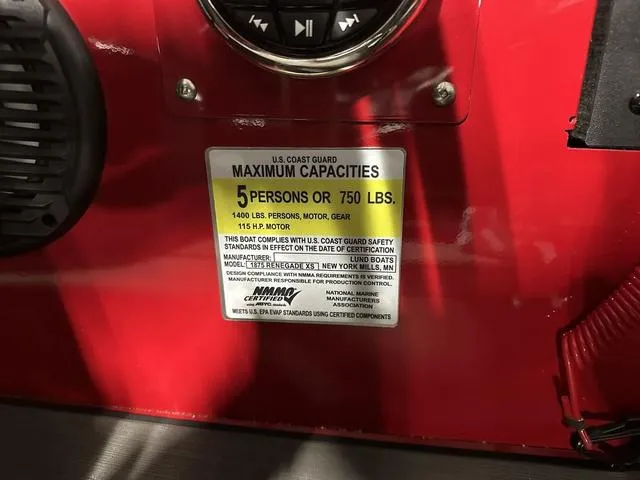 U.S. COAST GUARD
MAXIMUM CAPACITIES
5 PERSONS OR 750 LBS.
1400 LBS. PERSONS, MOTOR, GEAR
115 H.P. MOTOR
THIS BOAT COMPLIES WITH U.S. COAST GUARD SAFETY
STANDARDS IN EFFECT ON THE DATE OF CERTIFICATION
MANUFACTURER: LUND BOATS
MODEL: 1875 RENEGADE XS NEW YORK MILLS, MN
DESIGN COMPLIANCE WITH NMMA REQUIREMENTS IS VERIFIED.
MANUFACTURER RESPONSIBLE FOR PRODUCTION CONTROL.
NMMA
CERTIFIED
using ABYC standards
NATIONAL MARINE
MANUFACTURERS
ASSOCIATION
MEETS U.S. EPA EVAP STANDARDS USING CERTIFIED COMPONENTS